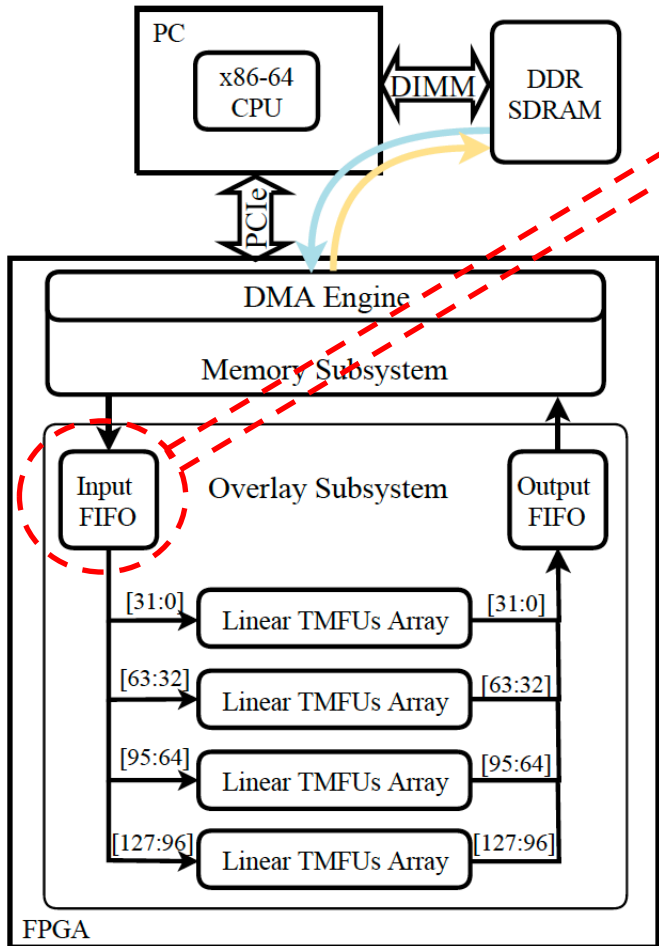 PC
x86-64
CPU
DIMM
DDR
SDRAM
PCIe
DMA Engine
Memory Subsystem
Input
FIFO
Overlay Subsystem
Output
FIFO
[31:0]
Linear TMFUs Array
[31:0]
[63:32]
Linear TMFUs Array
[63:32]
[95:64]
Linear TMFUs Array
[95:64]
[127:96]
Linear TMFUs Array
[127:96]
FPGA